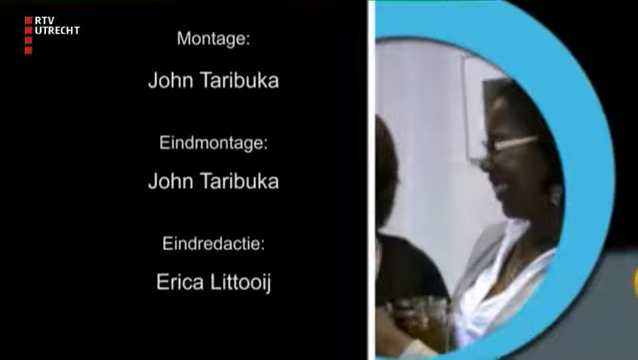 RTV
UTRECHT
Montage:
John Taribuka
Eindmontage:
John Taribuka
Eindredactie:
Erica Littooij